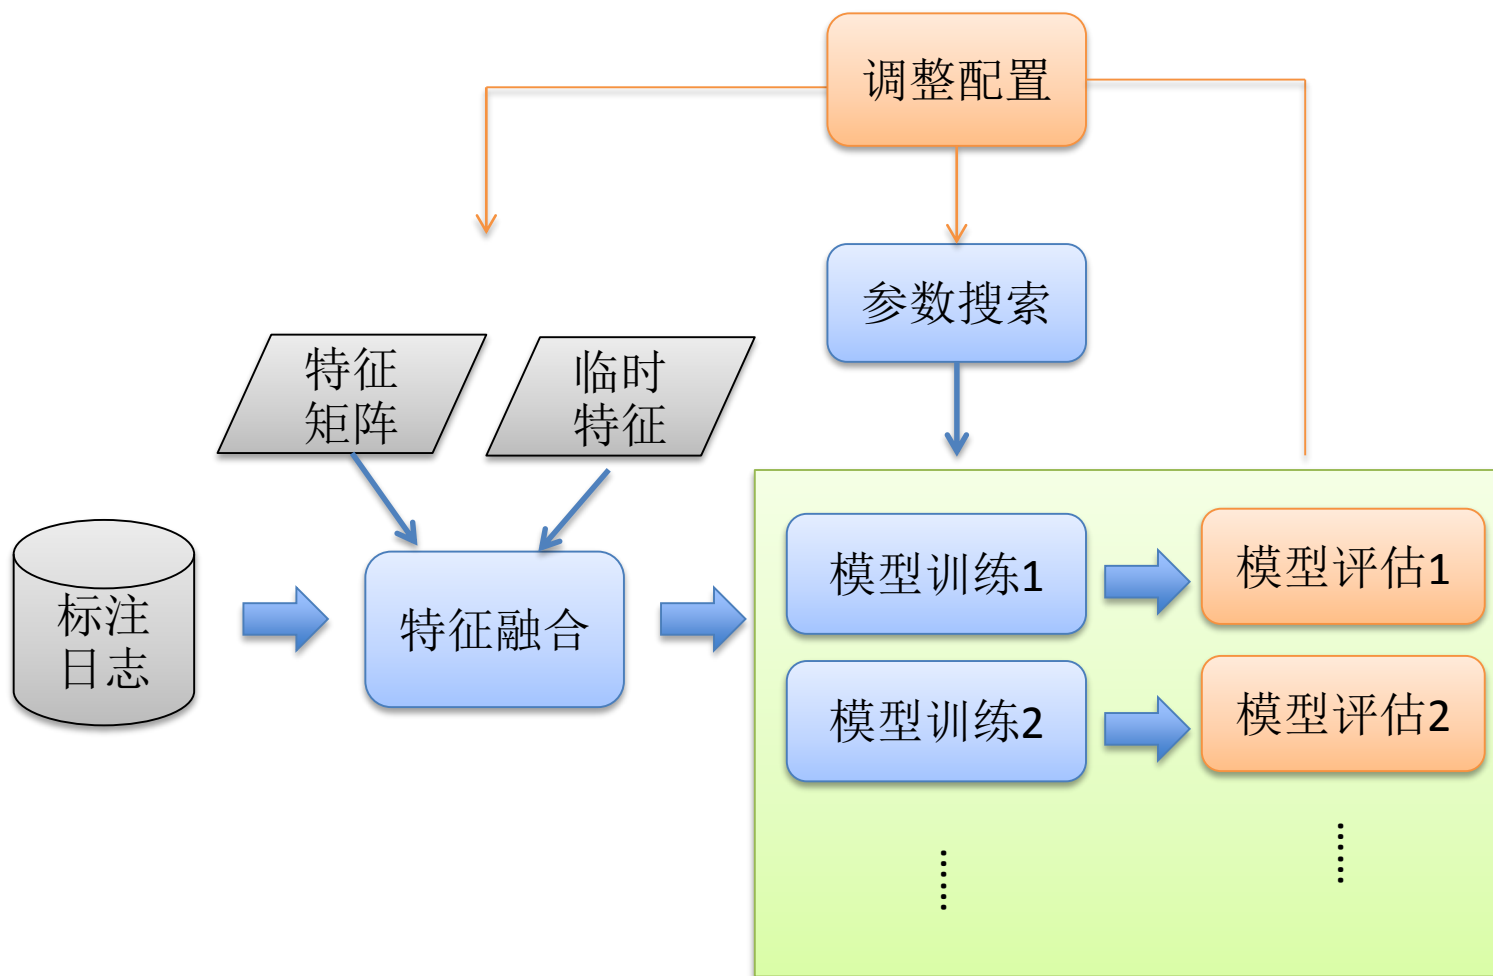 调整配置
参数搜索
特征
矩阵
临时
特征
标注
日志
特征融合
模型训练1
模型评估1
模型训练2
模型评估2
……
……